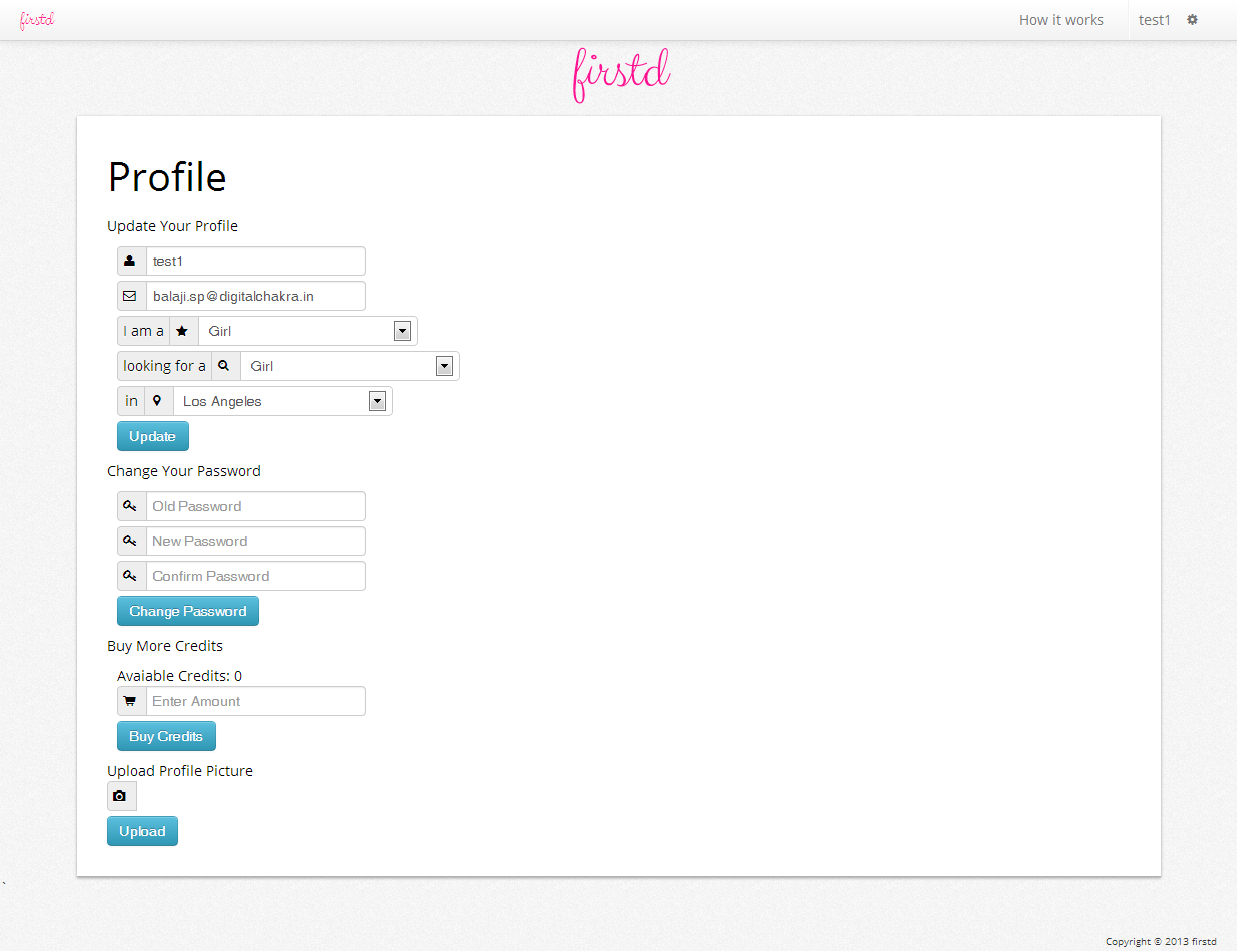 firstd How it works test1
firstd
Profile
Update Your Profile
test1
balaji.sp@digitalchakra.in
I am a Girl
looking for a Girl
in Los Angeles
Update
Change Your Password
Old Password
New Password
Confirm Password
Change Password
Buy More Credits
Avaiable Credits: 0
Enter Amount
Buy Credits
Upload Profile Picture
Upload
`
Copyright © 2013 firstd